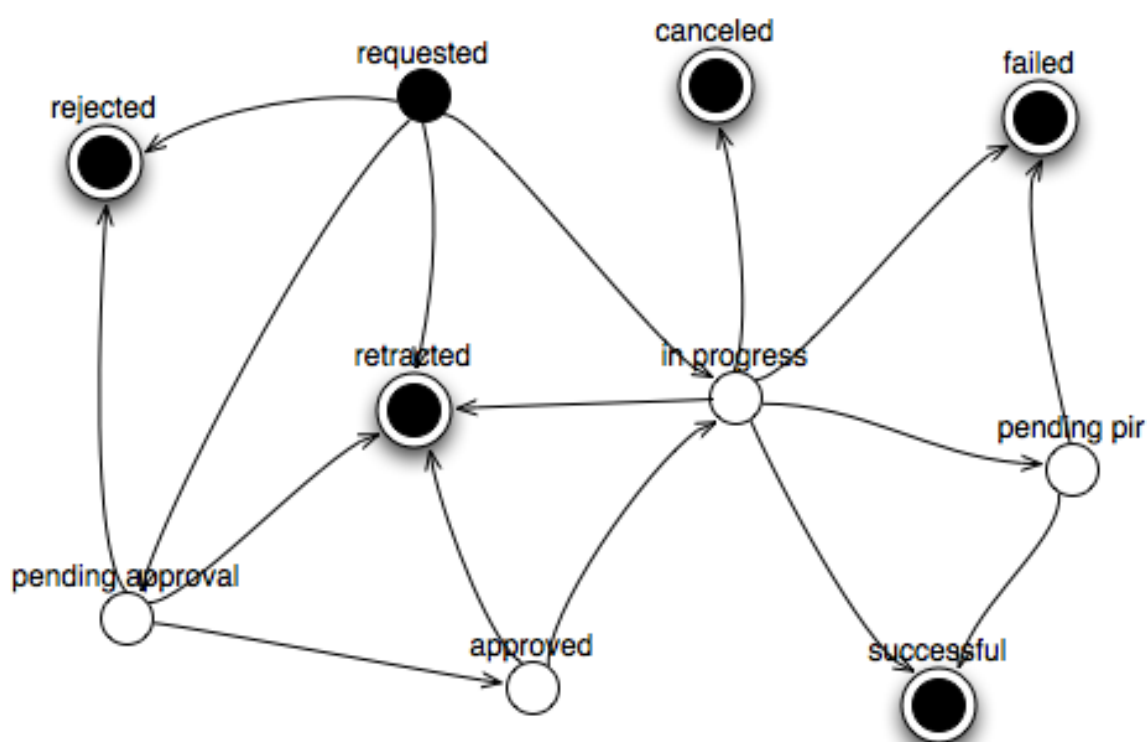 requested
canceled
failed
rejected
retracted
in progress
pending pir
pending approval
approved
successful